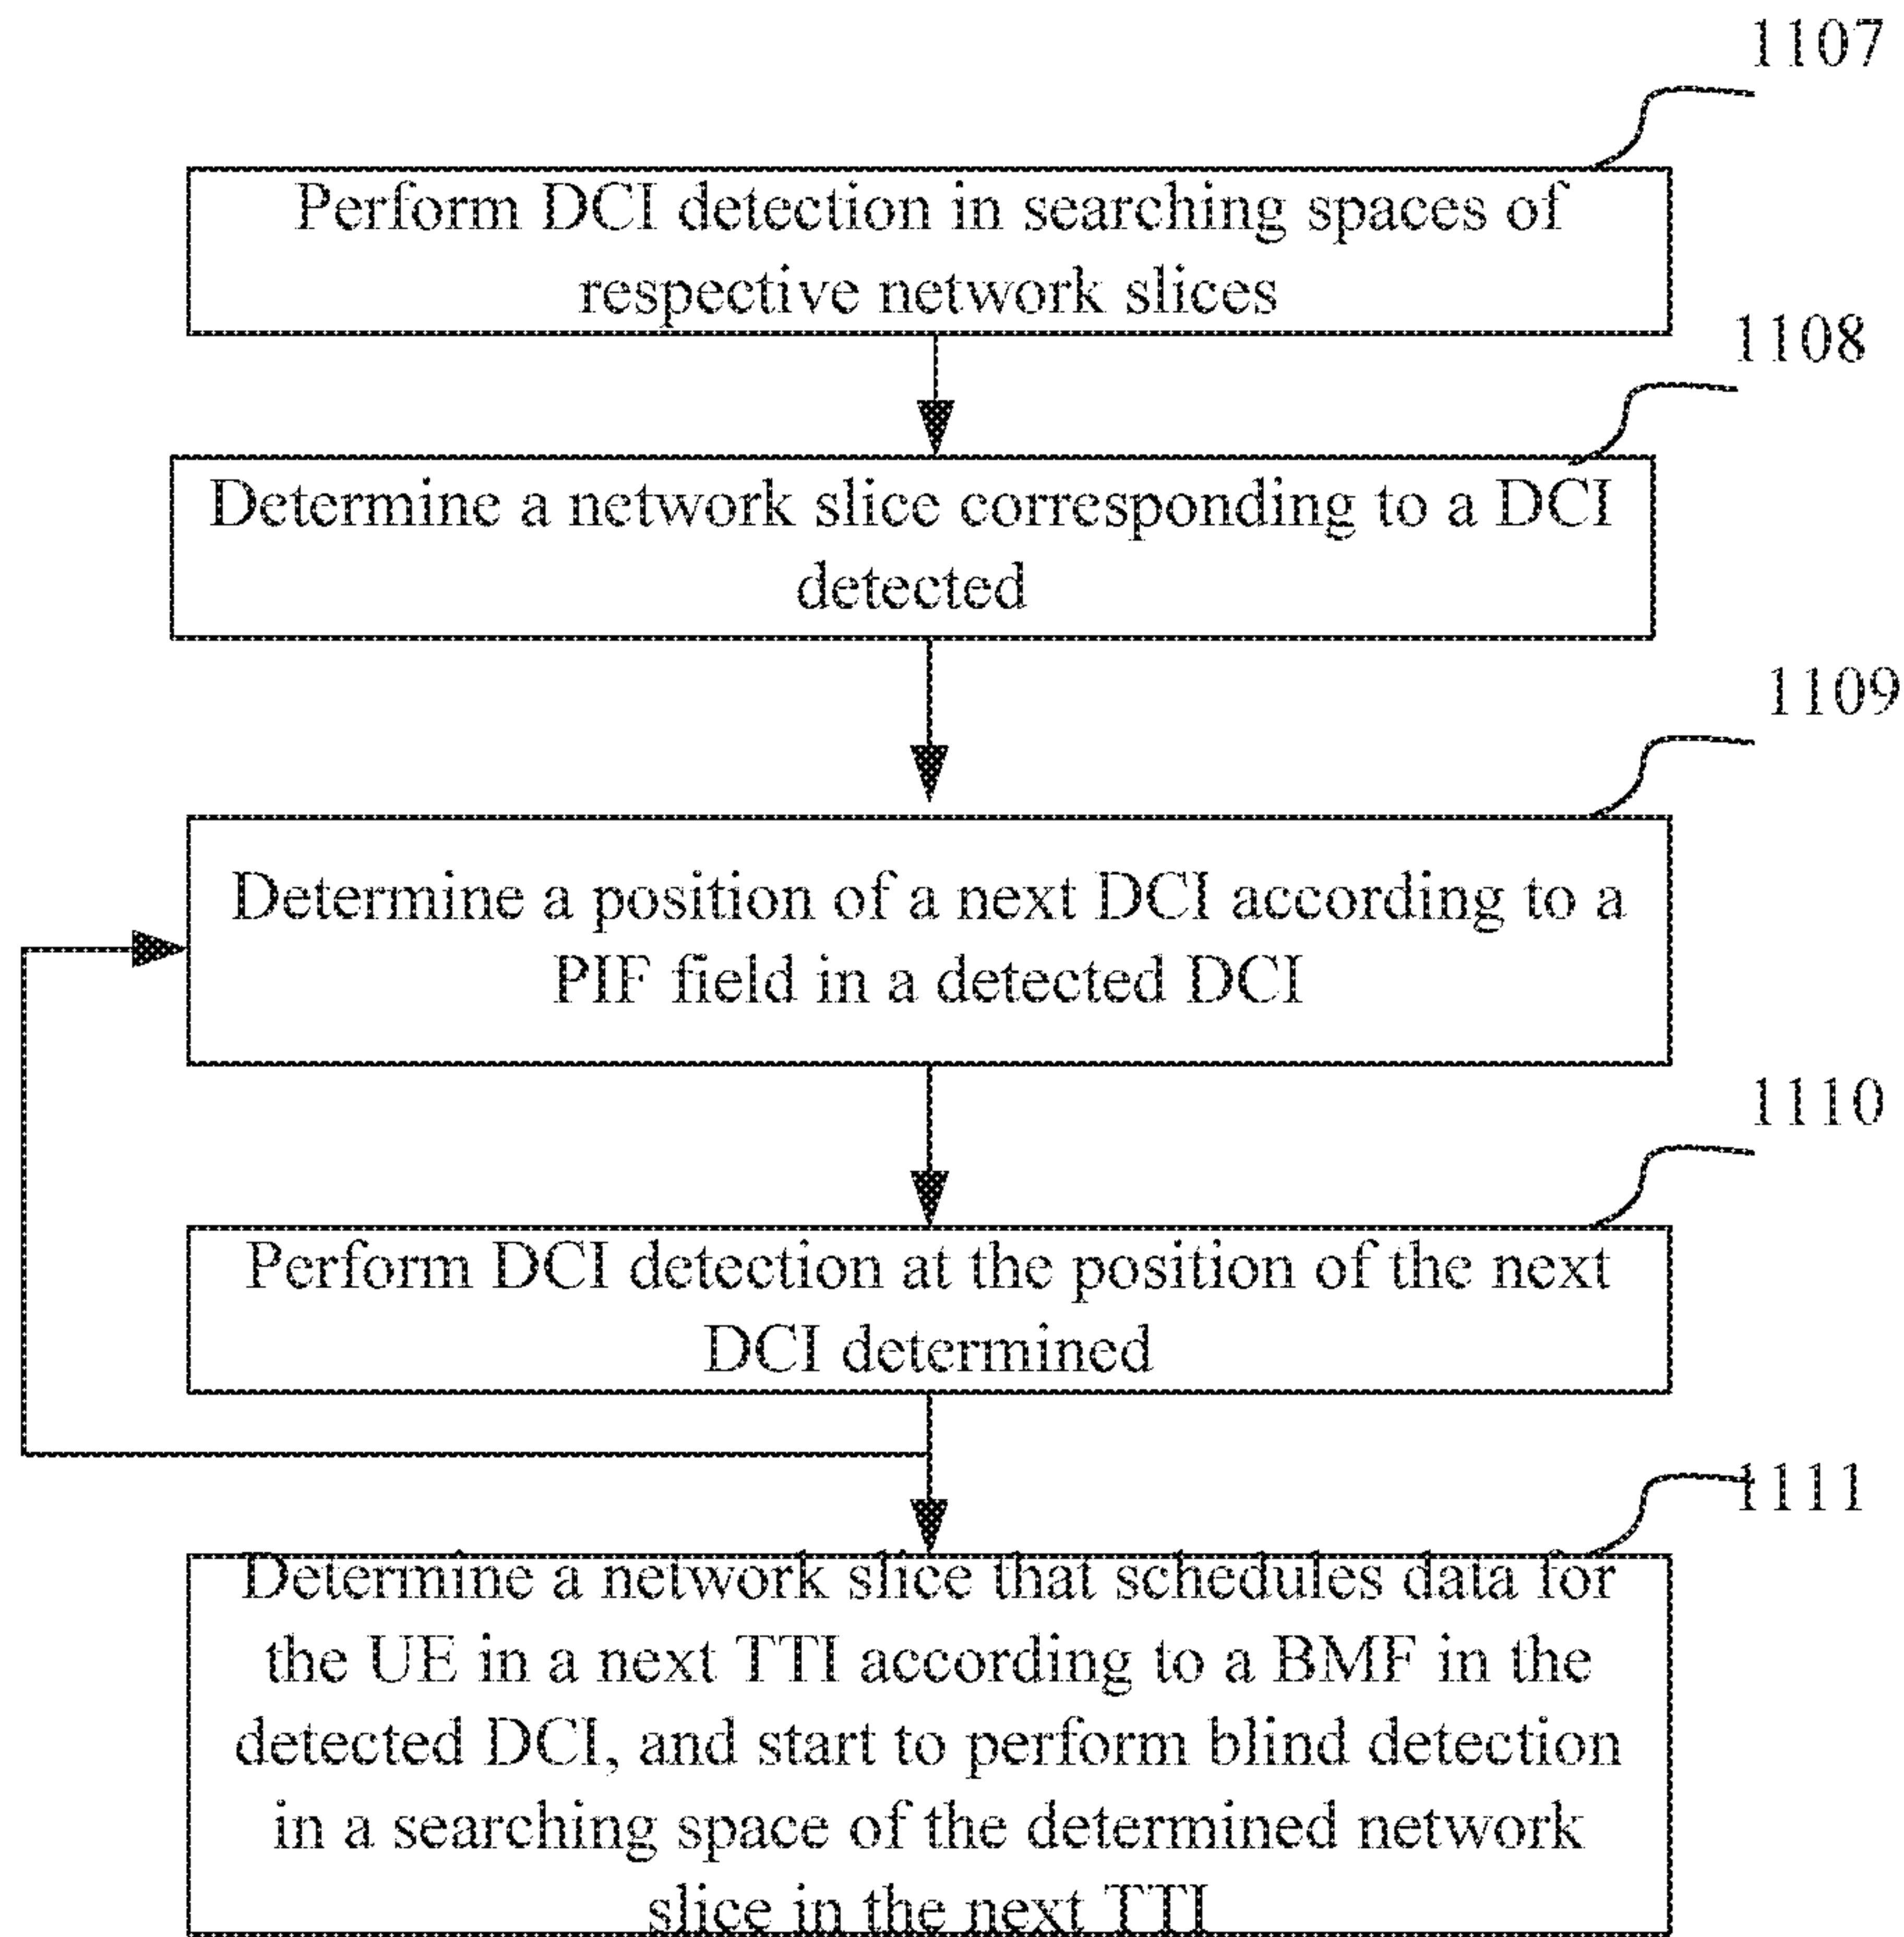 1107
Perform DCI detection in searching spaces of
respective network slices
1108
Determine a network slice corresponding to a DCI
detected
1109
Determine a position of a next DCI according to a
PIF field in a detected DCI
1110
Perform DCI detection at the position of the next
DCI determined
1111
Determine a network slice that schedules data for
the UE in a next TTI according to a BMF in the
detected DCI, and start to perform blind detection
in a searching space of the determined network
slice in the next TTI